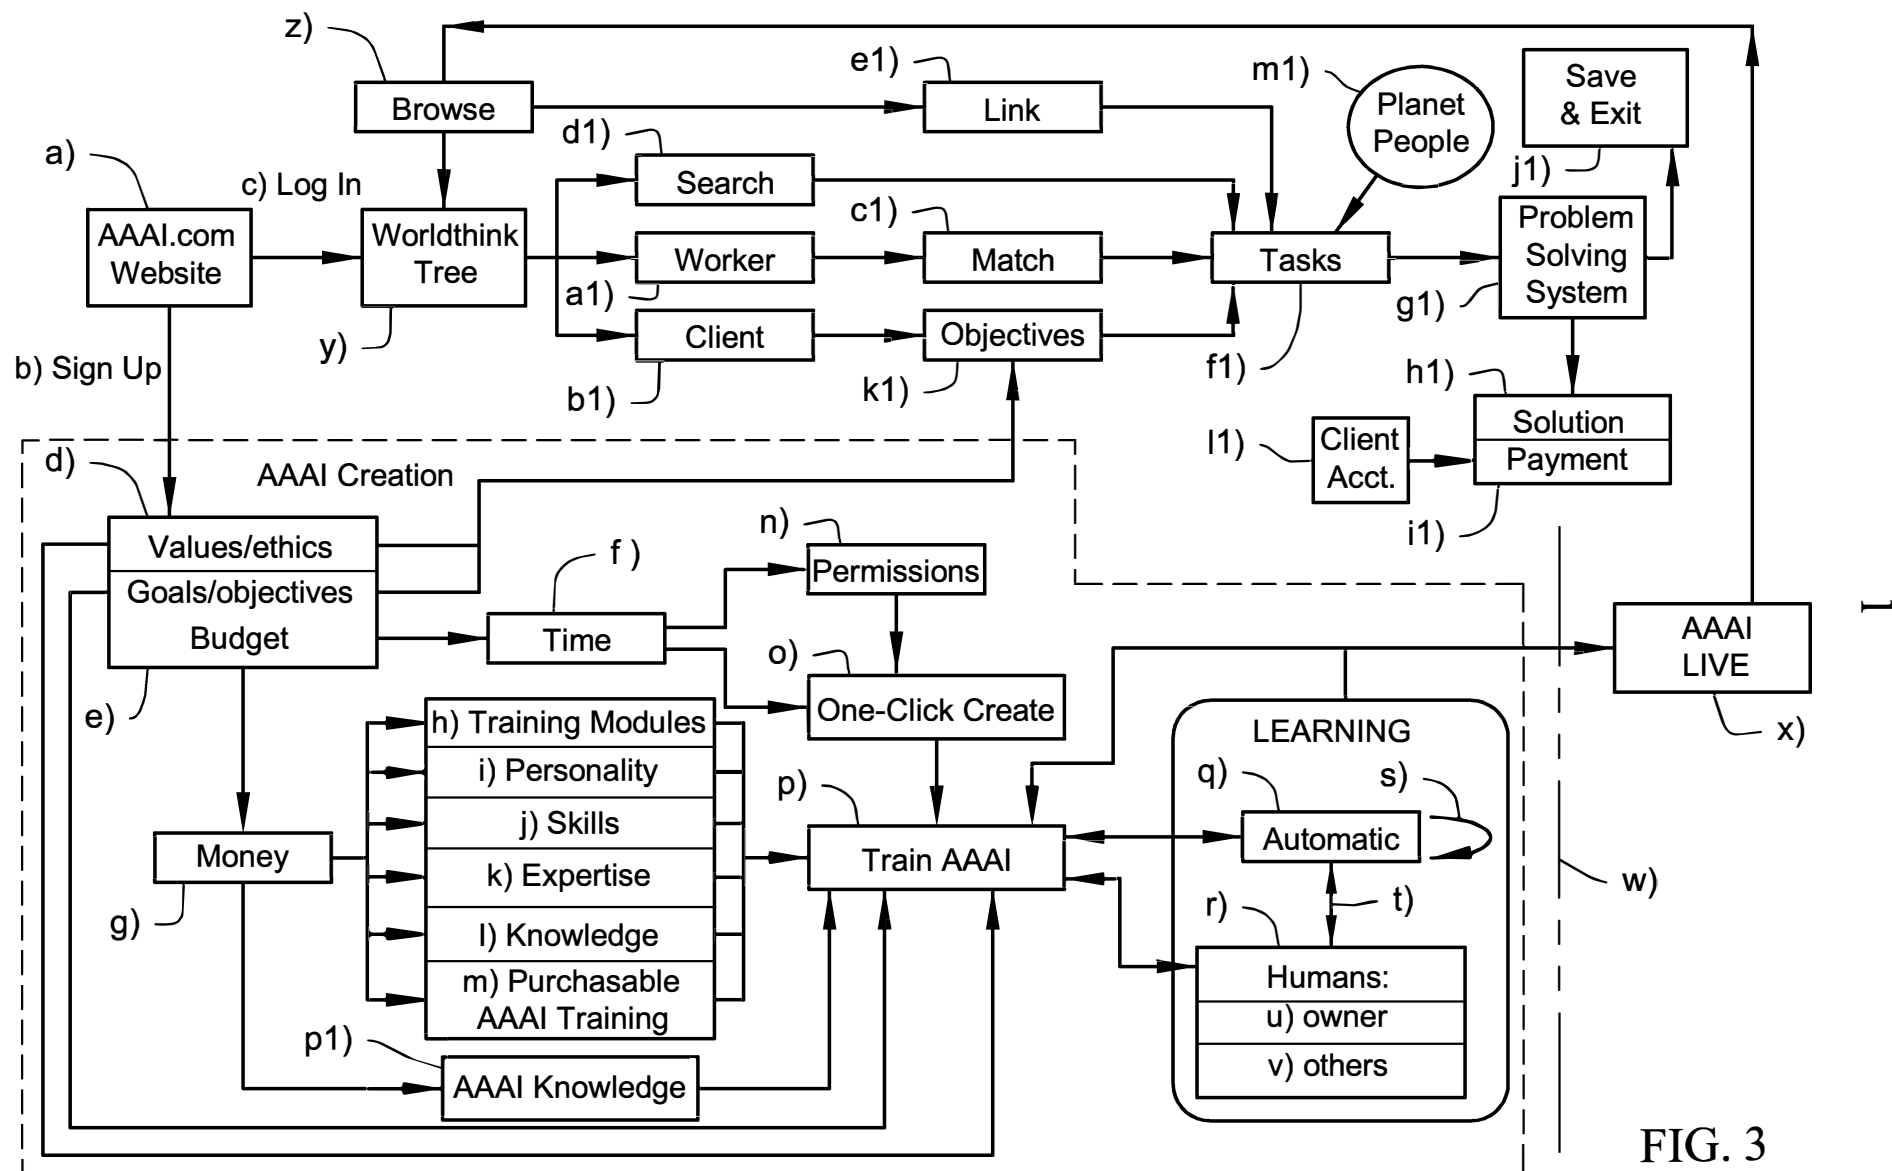 z)
e1)
m1)
Save
& Exit
Browse
Link
Planet
People
a)
d1)
j1)
c) Log In
Search
c1)
AAAI.com
Website
Worldthink
Tree
Worker
Match
Tasks
Problem
Solving
System
a1)
g1)
y)
Client
Objectives
b) Sign Up
b1)
k1)
f1)
h1)
Solution
Payment
l1)
Client
Acct.
i1)
d)
AAAI Creation
n)
Values/ethics
f )
Permissions
Goals/objectives
Budget
Time
o)
AAAI
LIVE
e)
One-Click Create
x)
h) Training Modules
i) Personality
j) Skills
k) Expertise
l) Knowledge
m) Purchasable
AAAI Training
LEARNING
p)
q)
s)
Money
Train AAAI
Automatic
g)
w)
r)
t)
Humans:
u) owner
v) others
p1)
AAAI Knowledge
FIG. 3